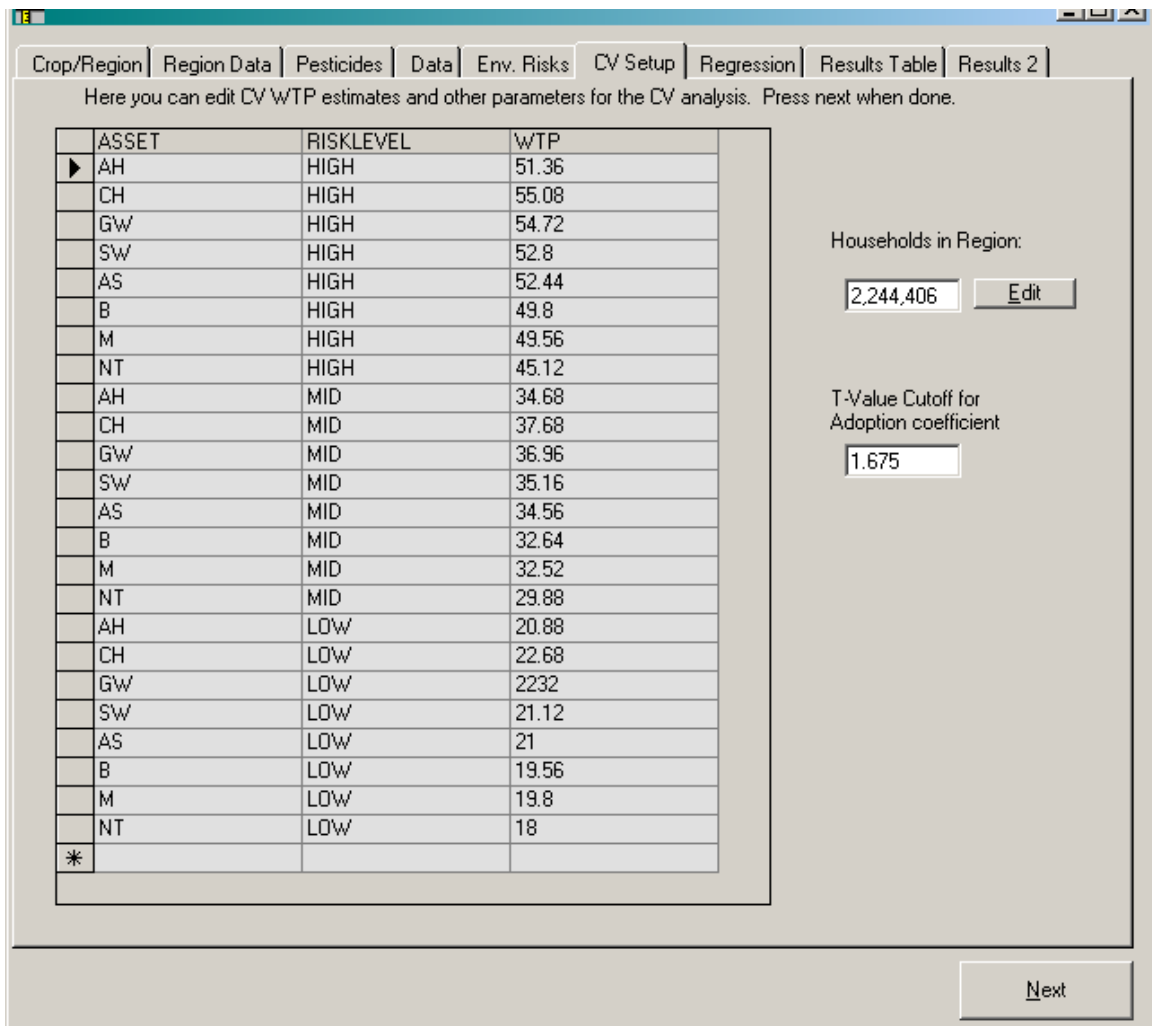 Crop/Region Region Data Pesticides Data Env. Risks CV Setup Regression Results Table Results 2
Here you can edit CV WTP estimates and other parameters for the CV analysis. Press next when done.
ASSET RISKLEVEL WTP
AH HIGH 51.36
CH HIGH 55.08
GW HIGH 54.72
SW HIGH 52.8
AS HIGH 52.44
B HIGH 49.8
M HIGH 49.56
NT HIGH 45.12
AH MID 34.68
CH MID 37.68
GW MID 36.96
SW MID 35.16
AS MID 34.56
B MID 32.64
M MID 32.52
NT MID 29.88
AH LOW 20.88
CH LOW 22.68
GW LOW 2232
SW LOW 21.12
AS LOW 21
B LOW 19.56
M LOW 19.8
NT LOW 18
Households in Region:
2,244,406 Edit
T-Value Cutoff for
Adoption coefficient
1.675
Next